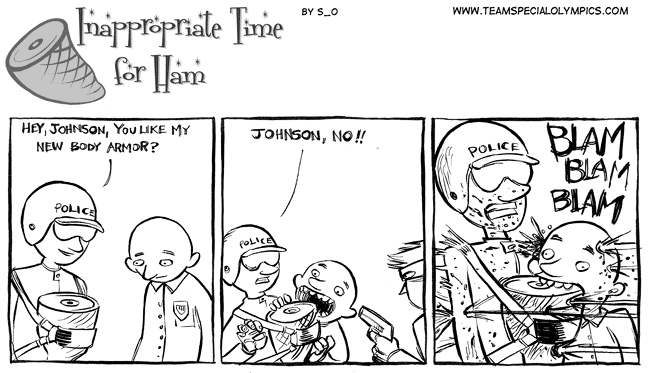 Inappropriate Time
for Ham
BY S_O
WWW.TEAMSPECIALOLYMPICS.COM
HEY, JOHNSON, YOU LIKE MY
NEW BODY ARMOR?
POLICE
JOHNSON, NO!!
POLICE
BLAM
BLAM
BLAM
POLICE